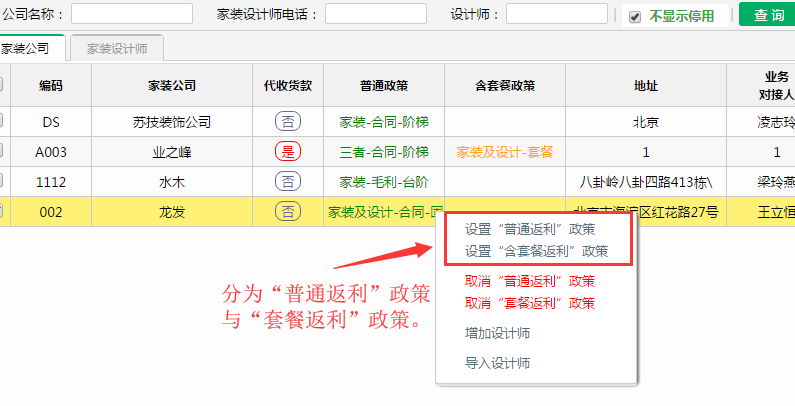 公司名称： 家装设计师电话： 设计师： 不显示停用 查 询
家装公司 家装设计师
编码 家装公司 代收货款 普通政策 含套餐政策 地址 业务对接人
DS 苏技装饰公司 否 家装-合同-阶梯 北京 凌志玲
A003 业之峰 是 三者-合同-阶梯 家装及设计-套餐 1 1
1112 水木 否 家装-毛利-台阶 八卦岭八卦四路413栋\ 梁玲燕
002 龙发 否 家装及设计-合同-固 北京市海淀区红花路27号 王立恒
设置“普通返利”政策
设置“含套餐返利”政策
取消“普通返利”政策
取消“套餐返利”政策
增加设计师
导入设计师
分为“普通返利”政策
与“套餐返利”政策。